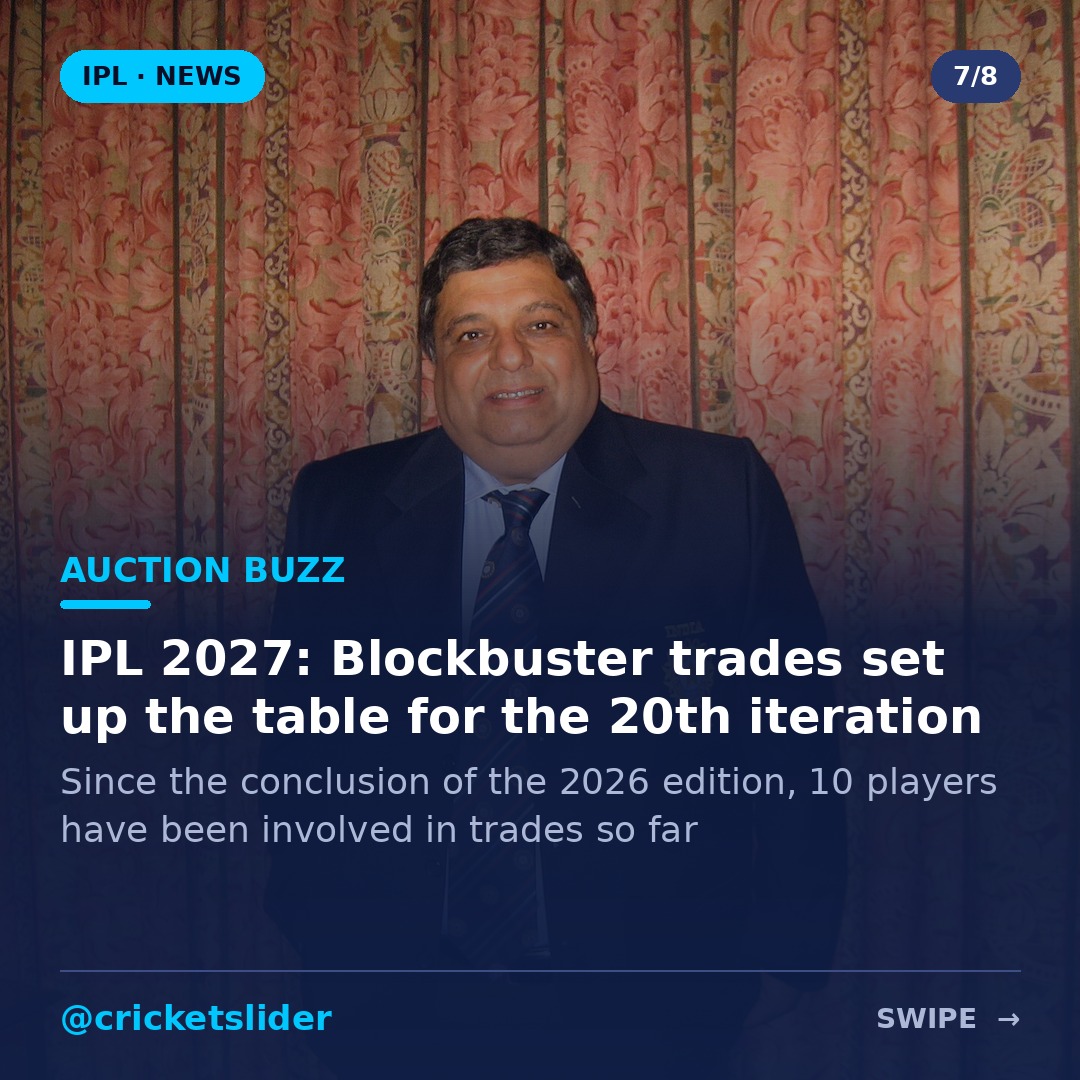 IPL · NEWS
7/8
INDIA
AUCTION BUZZ
IPL 2027: Blockbuster trades set
up the table for the 20th iteration
Since the conclusion of the 2026 edition, 10 players
have been involved in trades so far
@cricketslider
SWIPE →